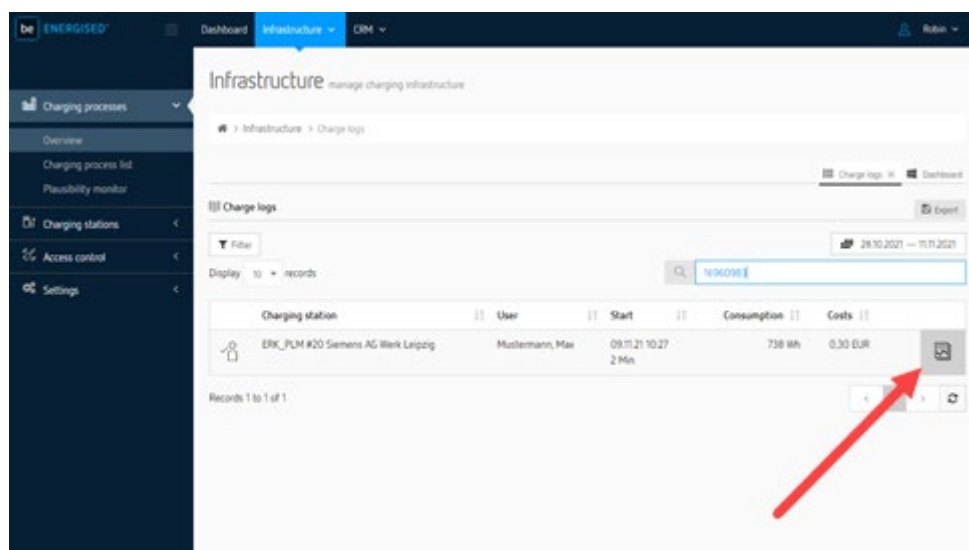 be ENERGISED
Dashboard Infrastructure CRM Robin
Infrastructure manage charging infrastructure
Charging processes
Overview
Charging process list
Plausibility monitor
Charging stations
Access control
Settings
> Infrastructure > Charge logs
Charge logs × Dashboard
Charge logs Export
Filter 28.10.2021 — 11.11.2021
Display 10 records 16960983
Charging station User Start Consumption Costs
ERK_PLM #20 Siemens AG Werk Leipzig Mustermann, Max 09.11.21 10:27 738 Wh 0,30 EUR
2 Min
Records 1 to 1 of 1